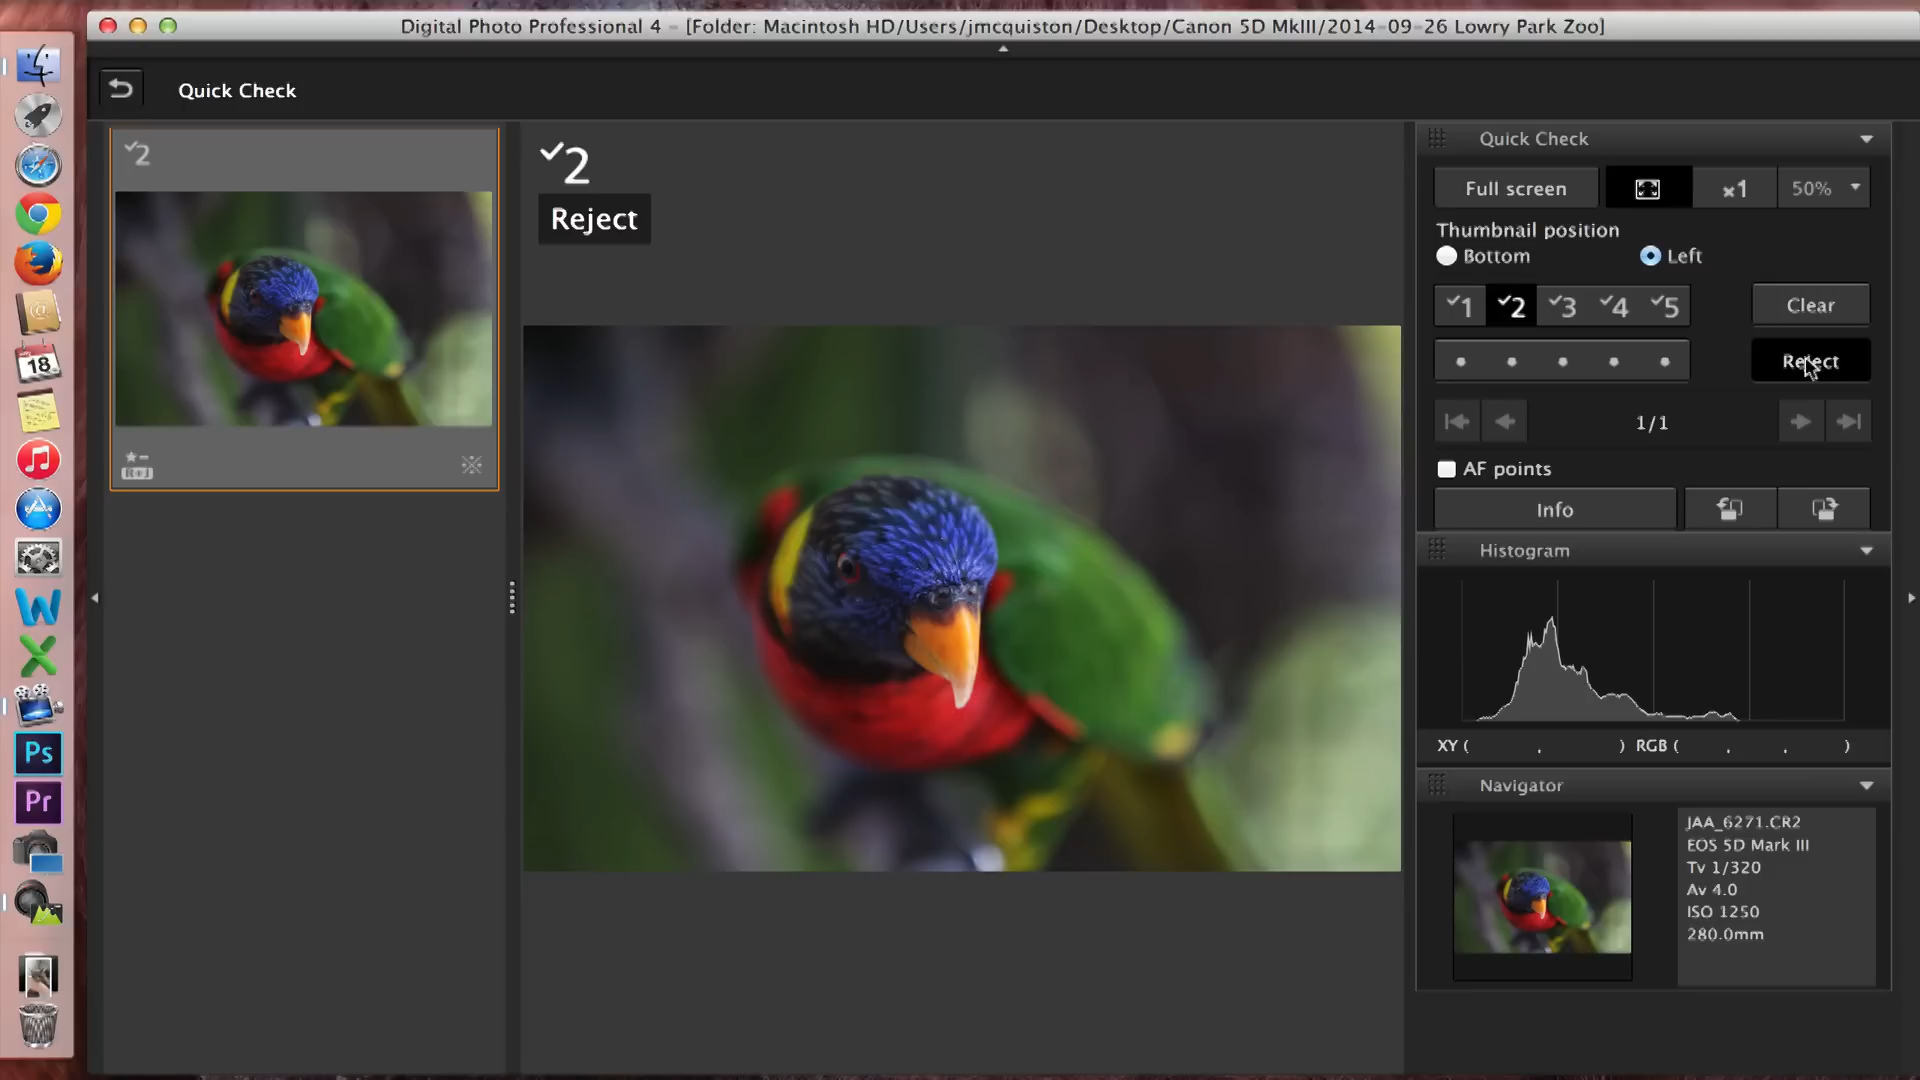 Digital Photo Professional 4 – [Folder: Macintosh HD/Users/jmcquiston/Desktop/Canon 5D MkIII/2014-09-26 Lowry Park Zoo]
Quick Check
✓2
R+J
✓2
Reject
Quick Check
Full screen
x1
50%
Thumbnail position
Bottom
Left
✓1 ✓2 ✓3 ✓4 ✓5
Clear
Reject
1/1
AF points
Info
Histogram
XY ( , ) RGB ( , , )
Navigator
JAA_6271.CR2
EOS 5D Mark III
Tv 1/320
Av 4.0
ISO 1250
280.0mm
18
W
X
Ps
Pr